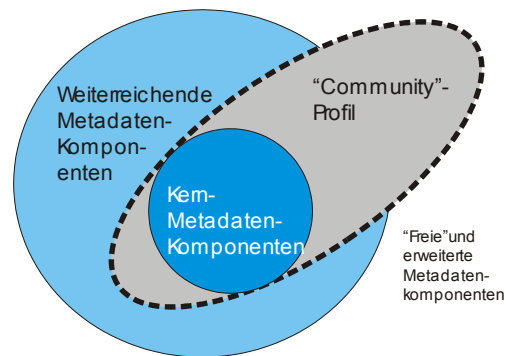 Weiterreichende
Metadaten-
Kompon-
enten
“Community”-
Profil
Kern-
Metadaten-
Komponenten
“Freie”und
erweiterte
Metadaten-
komponenten